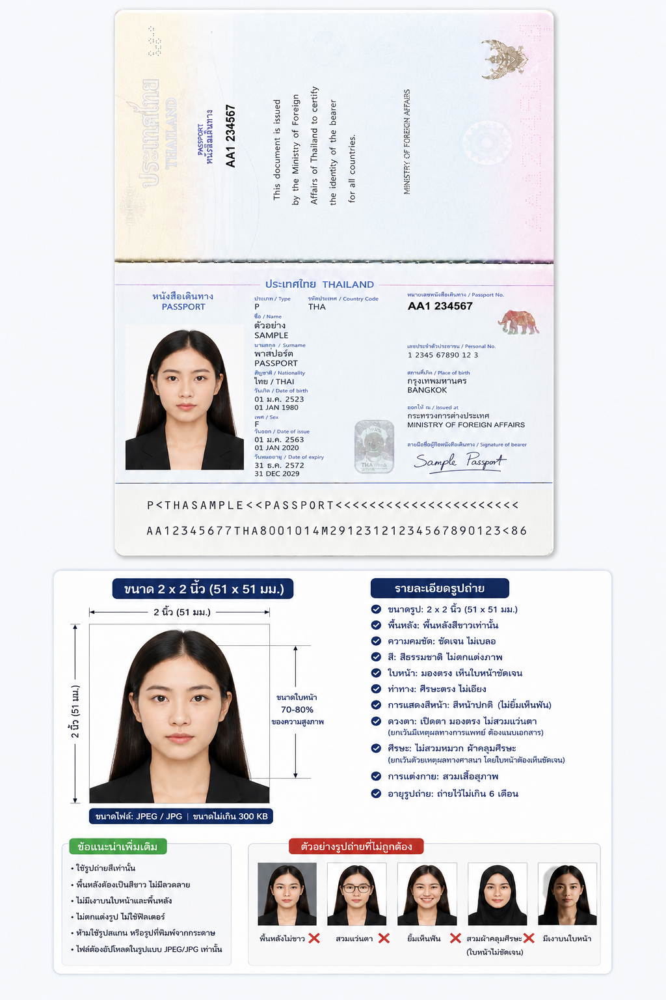 ประเทศไทย
THAILAND
PASSPORT
หนังสือเดินทาง
AA1 234567
This document is issued
by the Ministry of Foreign
Affairs of Thailand to certify
the identity of the bearer
for all countries.
MINISTRY OF FOREIGN AFFAIRS
ประเทศไทย THAILAND
หนังสือเดินทาง
PASSPORT
ประเภท / Type
P
รหัสประเทศ / Country Code
THA
หมายเลขหนังสือเดินทาง / Passport No.
AA1 234567
ชื่อ / Name
ตัวอย่าง
SAMPLE
นามสกุล / Surname
พาสปอร์ต
PASSPORT
สัญชาติ / Nationality
ไทย / THAI
วันเกิด / Date of birth
01 ม.ค. 2523
01 JAN 1980
เพศ / Sex
F
วันออก / Date of issue
01 ม.ค. 2563
01 JAN 2020
วันหมดอายุ / Date of expiry
31 ธ.ค. 2572
31 DEC 2029
เลขประจำตัวประชาชน / Personal No.
1 2345 67890 12 3
สถานที่เกิด / Place of birth
กรุงเทพมหานคร
BANGKOK
ออกให้ ณ / Issued at
กระทรวงการต่างประเทศ
MINISTRY OF FOREIGN AFFAIRS
ลายมือชื่อผู้ถือหนังสือเดินทาง / Signature of bearer
Sample Passport
THA
P<THASAMPLE<<PASSPORT<<<<<<<<<<<<<<<<<<<<<<
AA12345677THA8001014M29123121234567890123<86
ขนาด 2 x 2 นิ้ว (51 x 51 มม.)
2 นิ้ว (51 มม.)
2 นิ้ว (51 มม.)
ขนาดใบหน้า
70-80%
ของความสูงภาพ
ขนาดไฟล์: JPEG / JPG | ขนาดไม่เกิน 300 KB
รายละเอียดรูปถ่าย
ขนาดรูป: 2 x 2 นิ้ว (51 x 51 มม.)
พื้นหลัง: พื้นหลังสีขาวเท่านั้น
ความคมชัด: ชัดเจน ไม่เบลอ
สี: สีธรรมชาติ ไม่ตกแต่งภาพ
ใบหน้า: มองตรง เห็นใบหน้าชัดเจน
ท่าทาง: ศีรษะตรง ไม่เอียง
การแสดงสีหน้า: สีหน้าปกติ (ไม่ยิ้มเห็นฟัน)
ดวงตา: เปิดตา มองตรง ไม่สวมแว่นตา
(ยกเว้นมีเหตุผลทางการแพทย์ ต้องแนบเอกสาร)
ศีรษะ: ไม่สวมหมวก ผ้าคลุมศีรษะ
(ยกเว้นด้วยเหตุผลทางศาสนา โดยใบหน้าต้องเห็นชัดเจน)
การแต่งกาย: สวมเสื้อสุภาพ
อายุรูปถ่าย: ถ่ายไว้ไม่เกิน 6 เดือน
ข้อแนะนำเพิ่มเติม
• ใช้รูปถ่ายสีเท่านั้น
• พื้นหลังต้องเป็นสีขาว ไม่มีลวดลาย
• ไม่มีเงาบนใบหน้าและพื้นหลัง
• ไม่ตกแต่งรูป ไม่ใช้ฟิลเตอร์
• ห้ามใช้รูปสแกน หรือรูปที่พิมพ์จากกระดาษ
• ไฟล์ต้องอัปโหลดในรูปแบบ JPEG/JPG เท่านั้น
ตัวอย่างรูปถ่ายที่ไม่ถูกต้อง
พื้นหลังไม่ขาว
สวมแว่นตา
ยิ้มเห็นฟัน
สวมผ้าคลุมศีรษะ
(ใบหน้าไม่ชัดเจน)
มีเงาบนใบหน้า